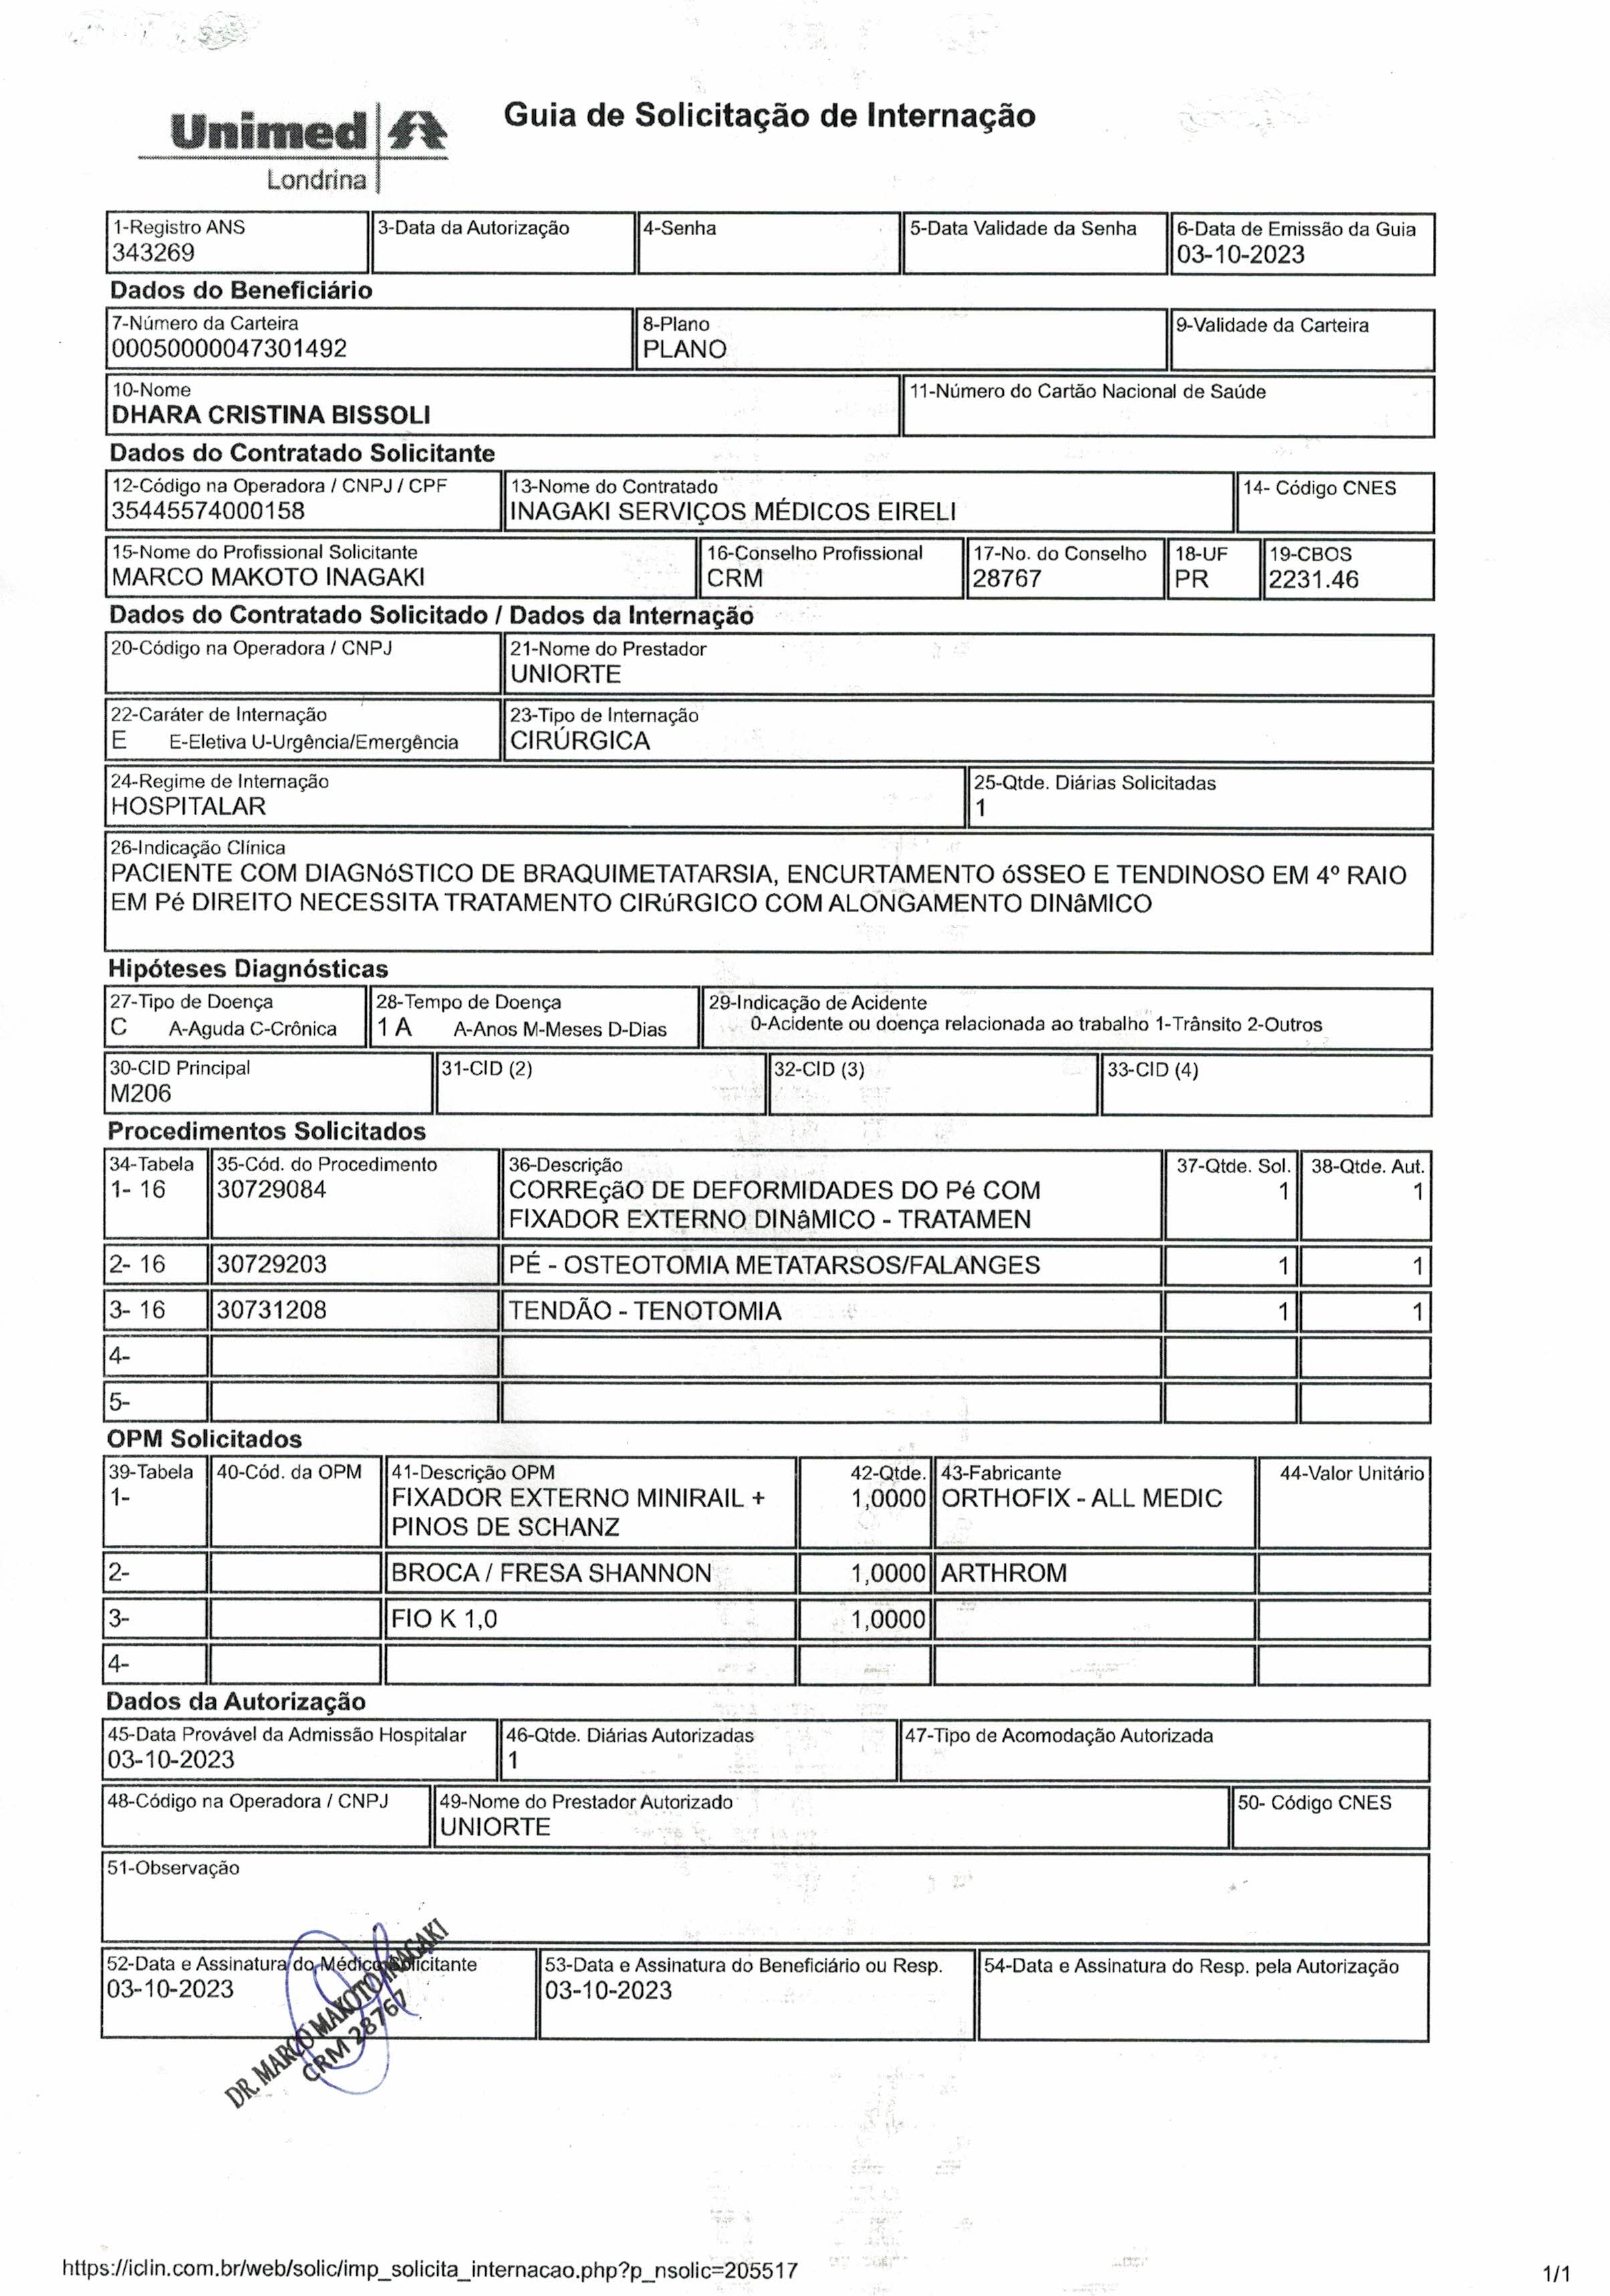 Unimed
Londrina
Guia de Solicitação de Internação
1-Registro ANS
343269
3-Data da Autorização
4-Senha
5-Data Validade da Senha
6-Data de Emissão da Guia
03-10-2023
Dados do Beneficiário
7-Número da Carteira
00050000047301492
8-Plano
PLANO
9-Validade da Carteira
10-Nome
DHARA CRISTINA BISSOLI
11-Número do Cartão Nacional de Saúde
Dados do Contratado Solicitante
12-Código na Operadora / CNPJ / CPF
35445574000158
13-Nome do Contratado
INAGAKI SERVIÇOS MÉDICOS EIRELI
14- Código CNES
15-Nome do Profissional Solicitante
MARCO MAKOTO INAGAKI
16-Conselho Profissional
CRM
17-No. do Conselho
28767
18-UF
PR
19-CBOS
2231.46
Dados do Contratado Solicitado / Dados da Internação
20-Código na Operadora / CNPJ
21-Nome do Prestador
UNIORTE
22-Caráter de Internação
E E-Eletiva U-Urgência/Emergência
23-Tipo de Internação
CIRÚRGICA
24-Regime de Internação
HOSPITALAR
25-Qtde. Diárias Solicitadas
1
26-Indicação Clínica
PACIENTE COM DIAGNóSTICO DE BRAQUIMETATARSIA, ENCURTAMENTO óSSEO E TENDINOSO EM 4º RAIO
EM Pé DIREITO NECESSITA TRATAMENTO CIRúRGICO COM ALONGAMENTO DINâMICO
Hipóteses Diagnósticas
27-Tipo de Doença
C A-Aguda C-Crônica
28-Tempo de Doença
1 A A-Anos M-Meses D-Dias
29-Indicação de Acidente
0-Acidente ou doença relacionada ao trabalho 1-Trânsito 2-Outros
30-CID Principal
M206
31-CID (2)
32-CID (3)
33-CID (4)
Procedimentos Solicitados
34-Tabela 35-Cód. do Procedimento 36-Descrição 37-Qtde. Sol. 38-Qtde. Aut.
1- 16 30729084 CORREçãO DE DEFORMIDADES DO Pé COM 1 1
FIXADOR EXTERNO DINâMICO - TRATAMEN
2- 16 30729203 PÉ - OSTEOTOMIA METATARSOS/FALANGES 1 1
3- 16 30731208 TENDÃO - TENOTOMIA 1 1
4-
5-
OPM Solicitados
39-Tabela 40-Cód. da OPM 41-Descrição OPM 42-Qtde. 43-Fabricante 44-Valor Unitário
1- FIXADOR EXTERNO MINIRAIL + 1,0000 ORTHOFIX - ALL MEDIC
PINOS DE SCHANZ
2- BROCA / FRESA SHANNON 1,0000 ARTHROM
3- FIO K 1,0 1,0000
4-
Dados da Autorização
45-Data Provável da Admissão Hospitalar
03-10-2023
46-Qtde. Diárias Autorizadas
1
47-Tipo de Acomodação Autorizada
48-Código na Operadora / CNPJ
49-Nome do Prestador Autorizado
UNIORTE
50- Código CNES
51-Observação
52-Data e Assinatura do Médico Solicitante
03-10-2023
53-Data e Assinatura do Beneficiário ou Resp.
03-10-2023
54-Data e Assinatura do Resp. pela Autorização
DR. MARCO MAKOTO INAGAKI
CRM 28767
https://iclin.com.br/web/solic/imp_solicita_internacao.php?p_nsolic=205517
1/1